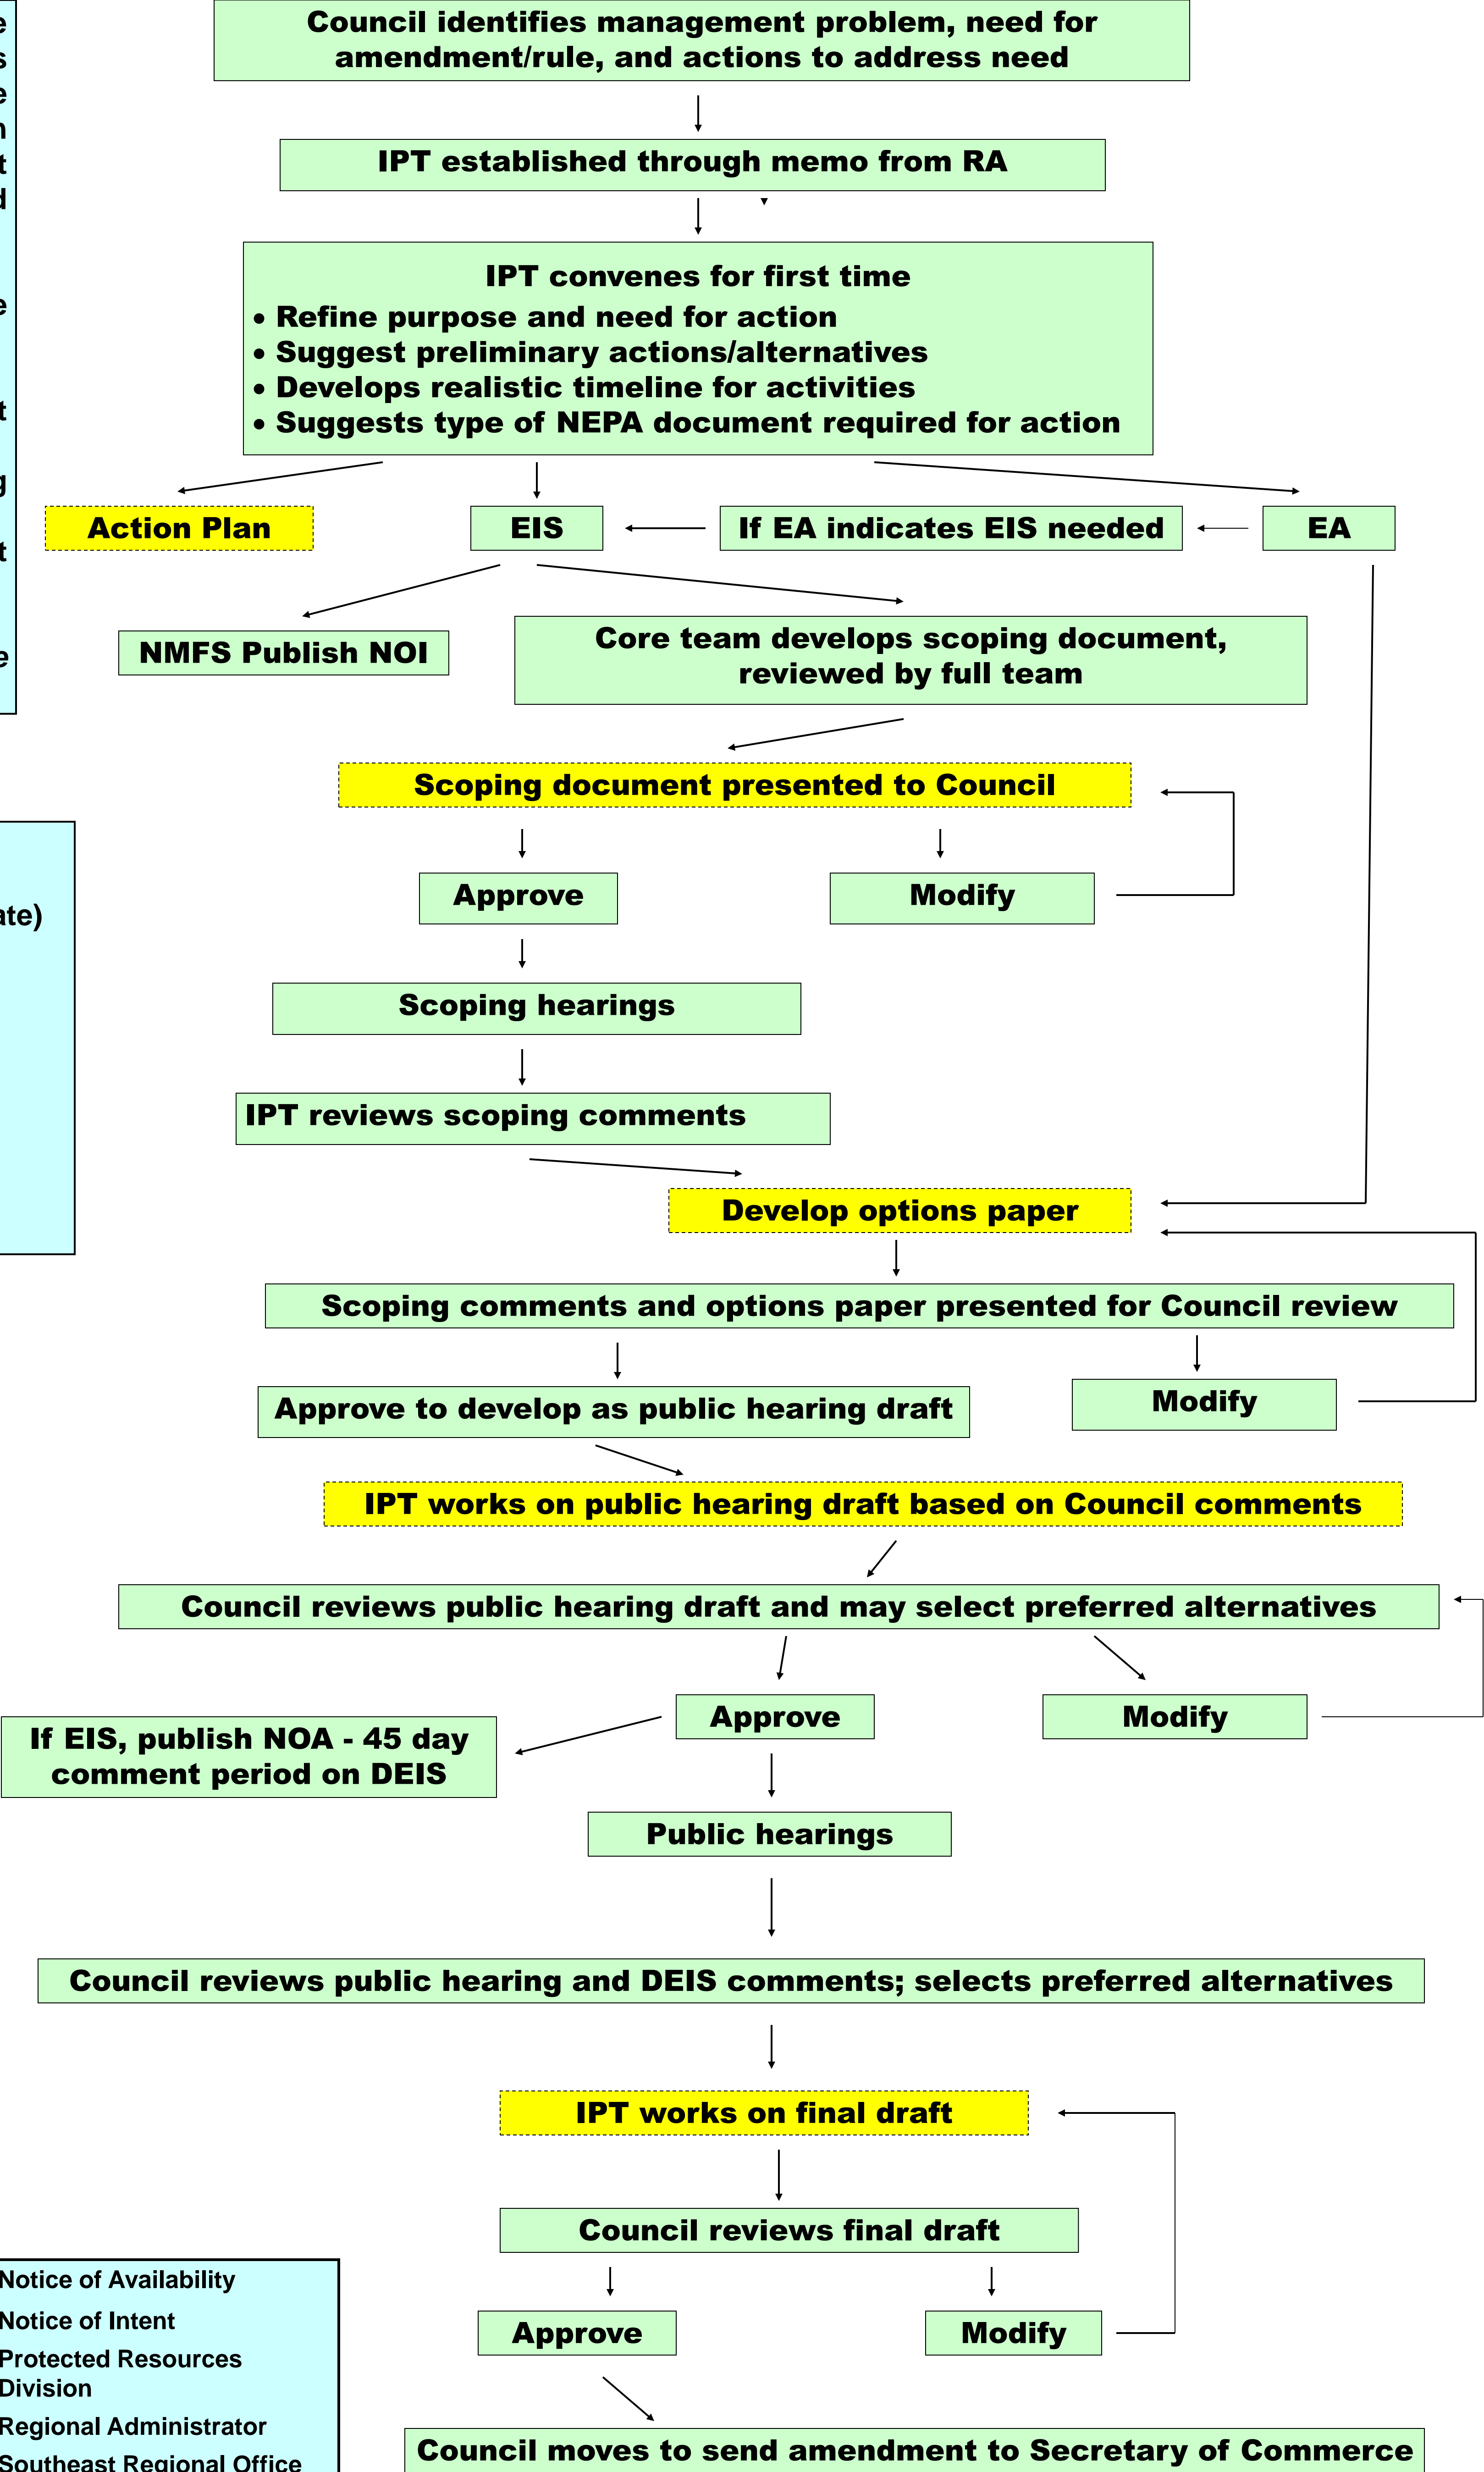 Council identifies management problem, need for
amendment/rule, and actions to address need
IPT established through memo from RA
IPT convenes for first time
• Refine purpose and need for action
• Suggest preliminary actions/alternatives
• Develops realistic timeline for activities
• Suggests type of NEPA document required for action
Action Plan
EIS
If EA indicates EIS needed
EA
NMFS Publish NOI
Core team develops scoping document,
reviewed by full team
Scoping document presented to Council
Approve
Modify
Scoping hearings
IPT reviews scoping comments
Develop options paper
Scoping comments and options paper presented for Council review
Approve to develop as public hearing draft
Modify
IPT works on public hearing draft based on Council comments
Council reviews public hearing draft and may select preferred alternatives
Approve
Modify
If EIS, publish NOA - 45 day
comment period on DEIS
Public hearings
Council reviews public hearing and DEIS comments; selects preferred alternatives
IPT works on final draft
Council reviews final draft
Approve
Modify
Notice of Availability
Notice of Intent
Protected Resources
Division
Regional Administrator
Southeast Regional Office
Council moves to send amendment to Secretary of Commerce